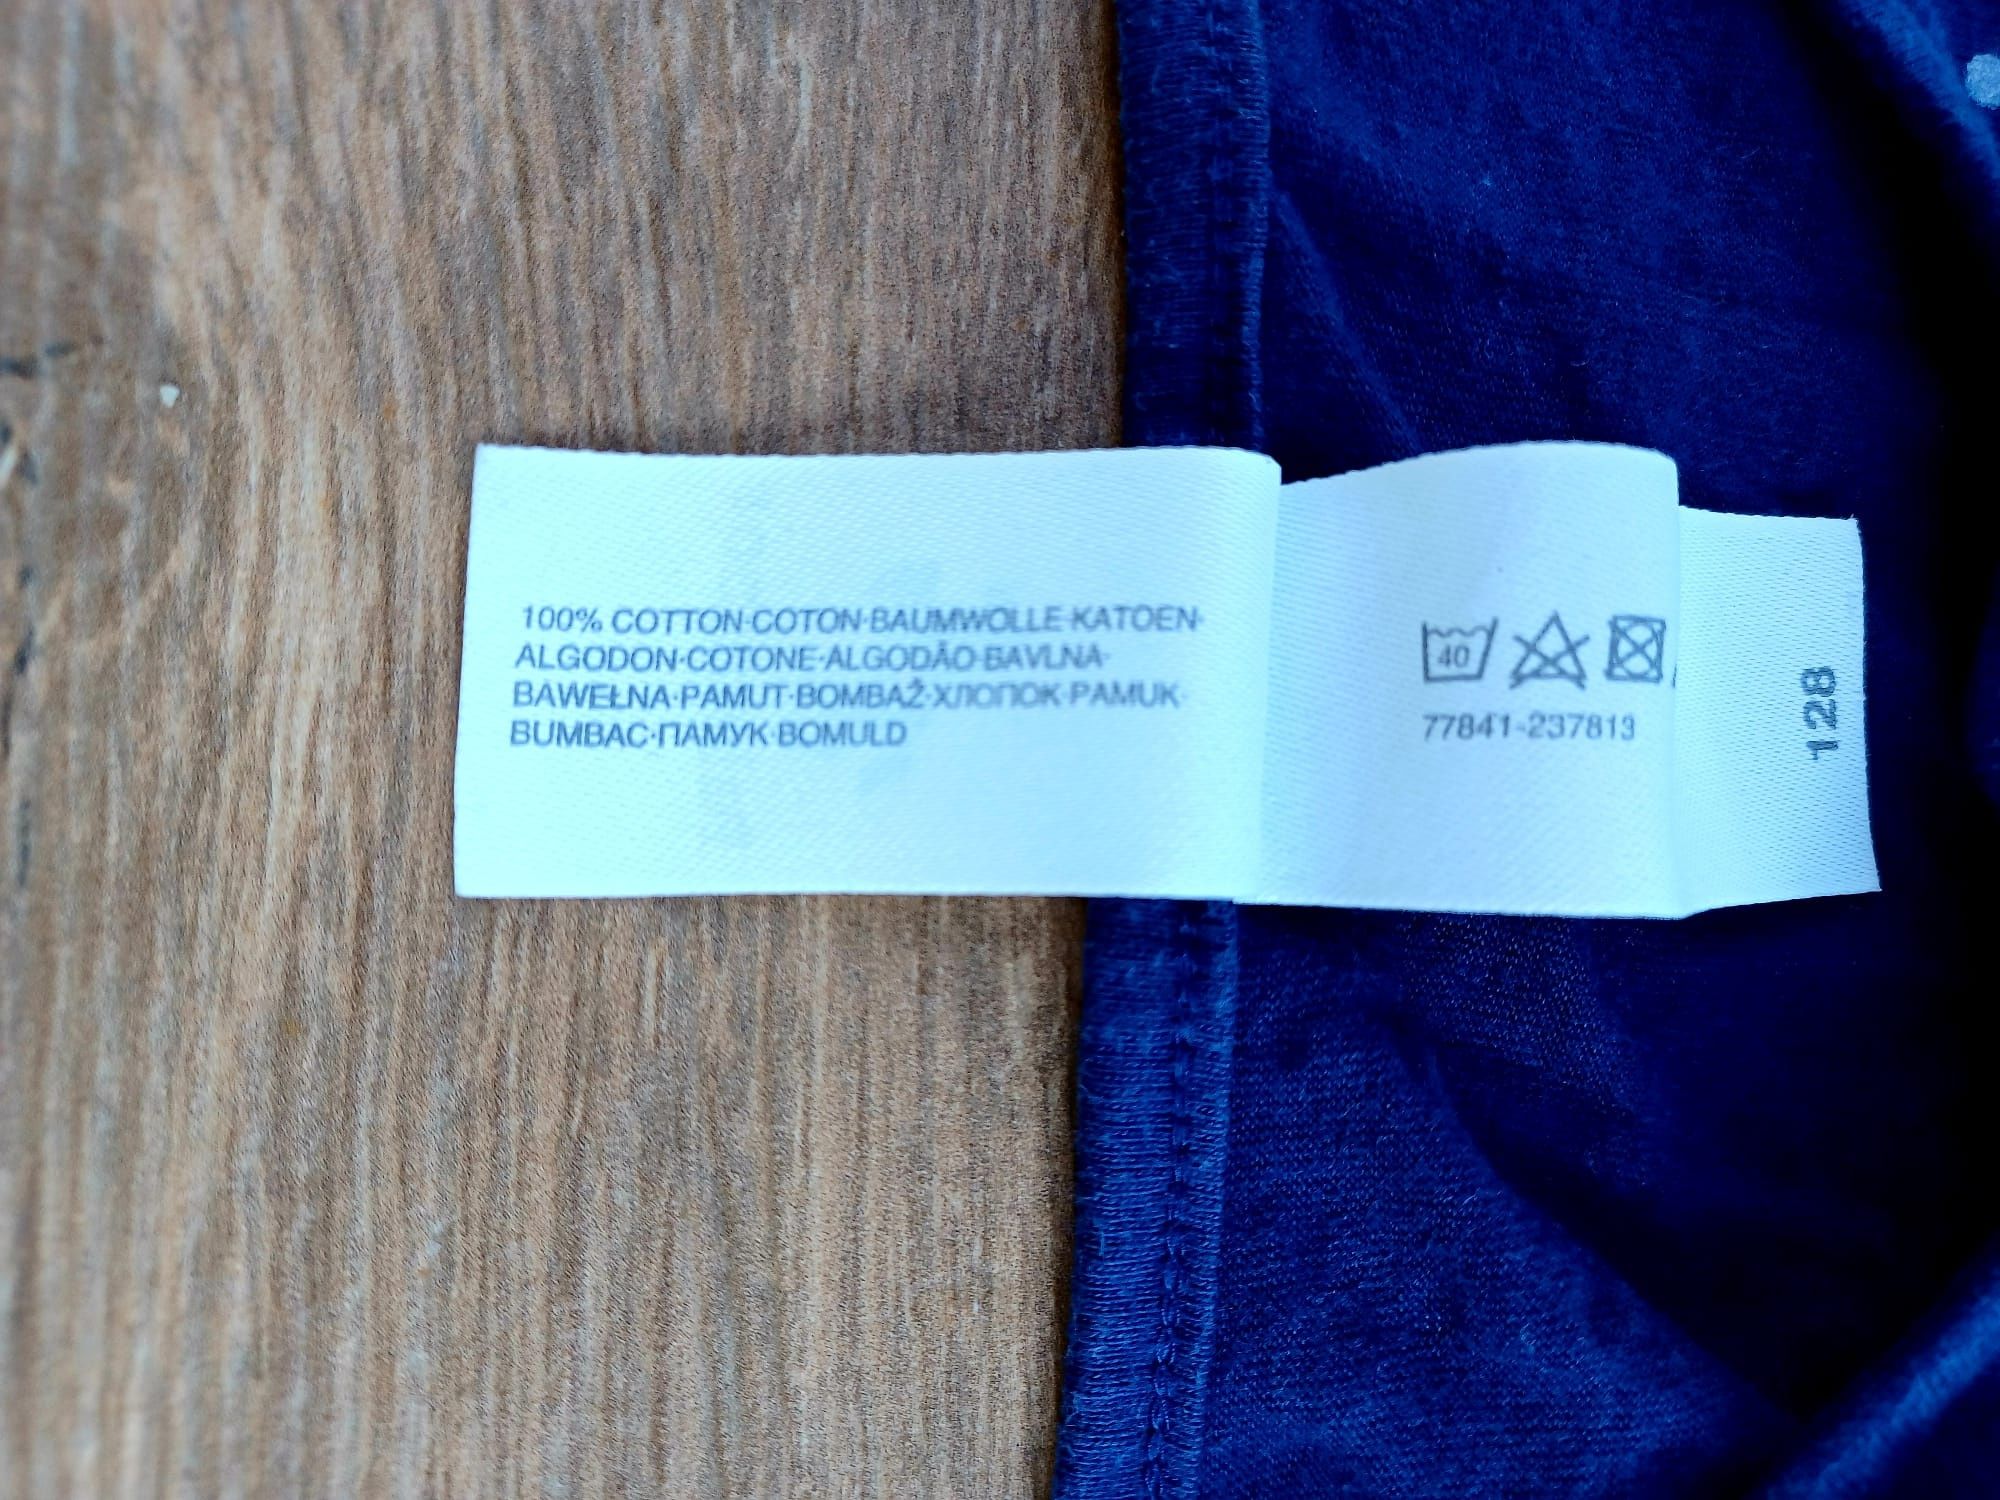 100% COTTON·COTON·BAUMWOLLE·KATOEN·
ALGODON·COTONE·ALGODÃO·BAVLNA·
BAWEŁNA·PAMUT·BOMBAŽ·ХЛОПОК·PAMUK·
BUMBAC·ПАМУК·BOMULD
40
77841-237813
128